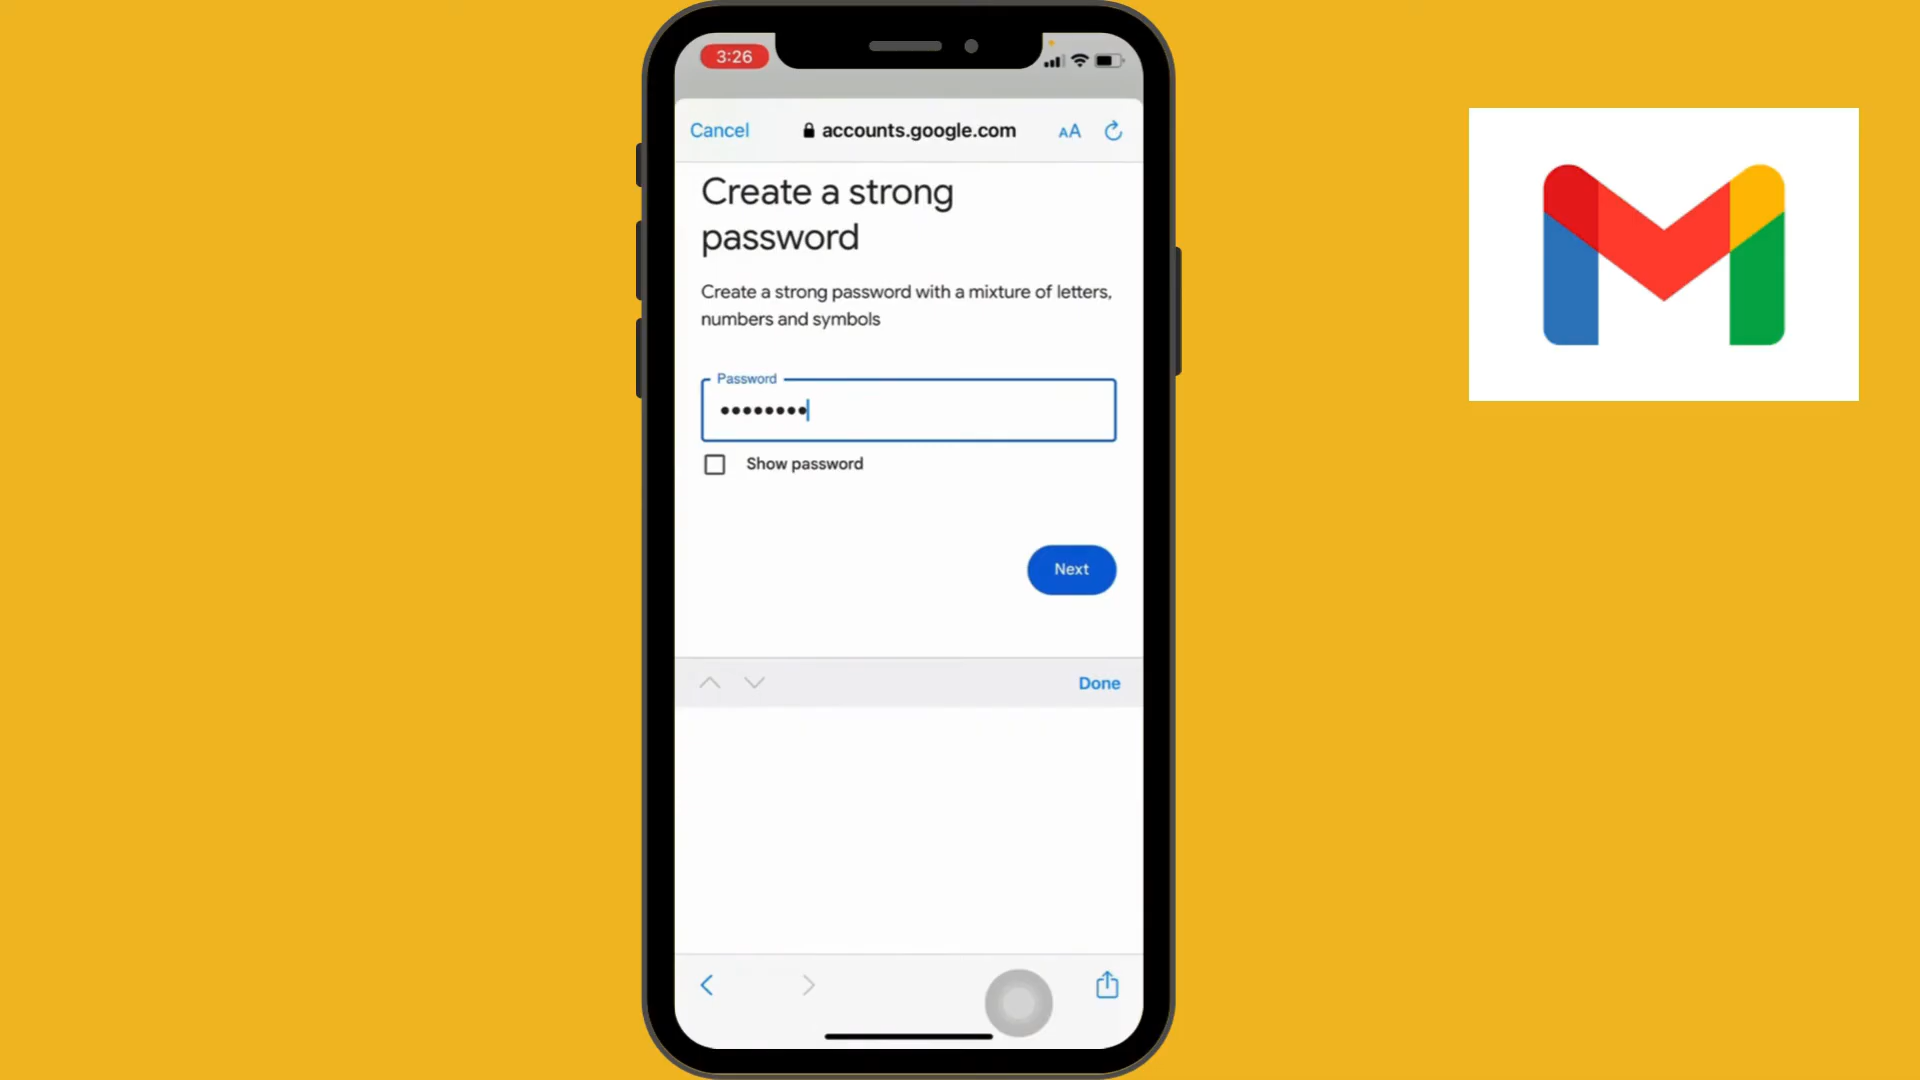 3:26
Cancel accounts.google.com AA
Create a strong
password
Create a strong password with a mixture of letters,
numbers and symbols
Password
••••••••
Show password
Next
Done